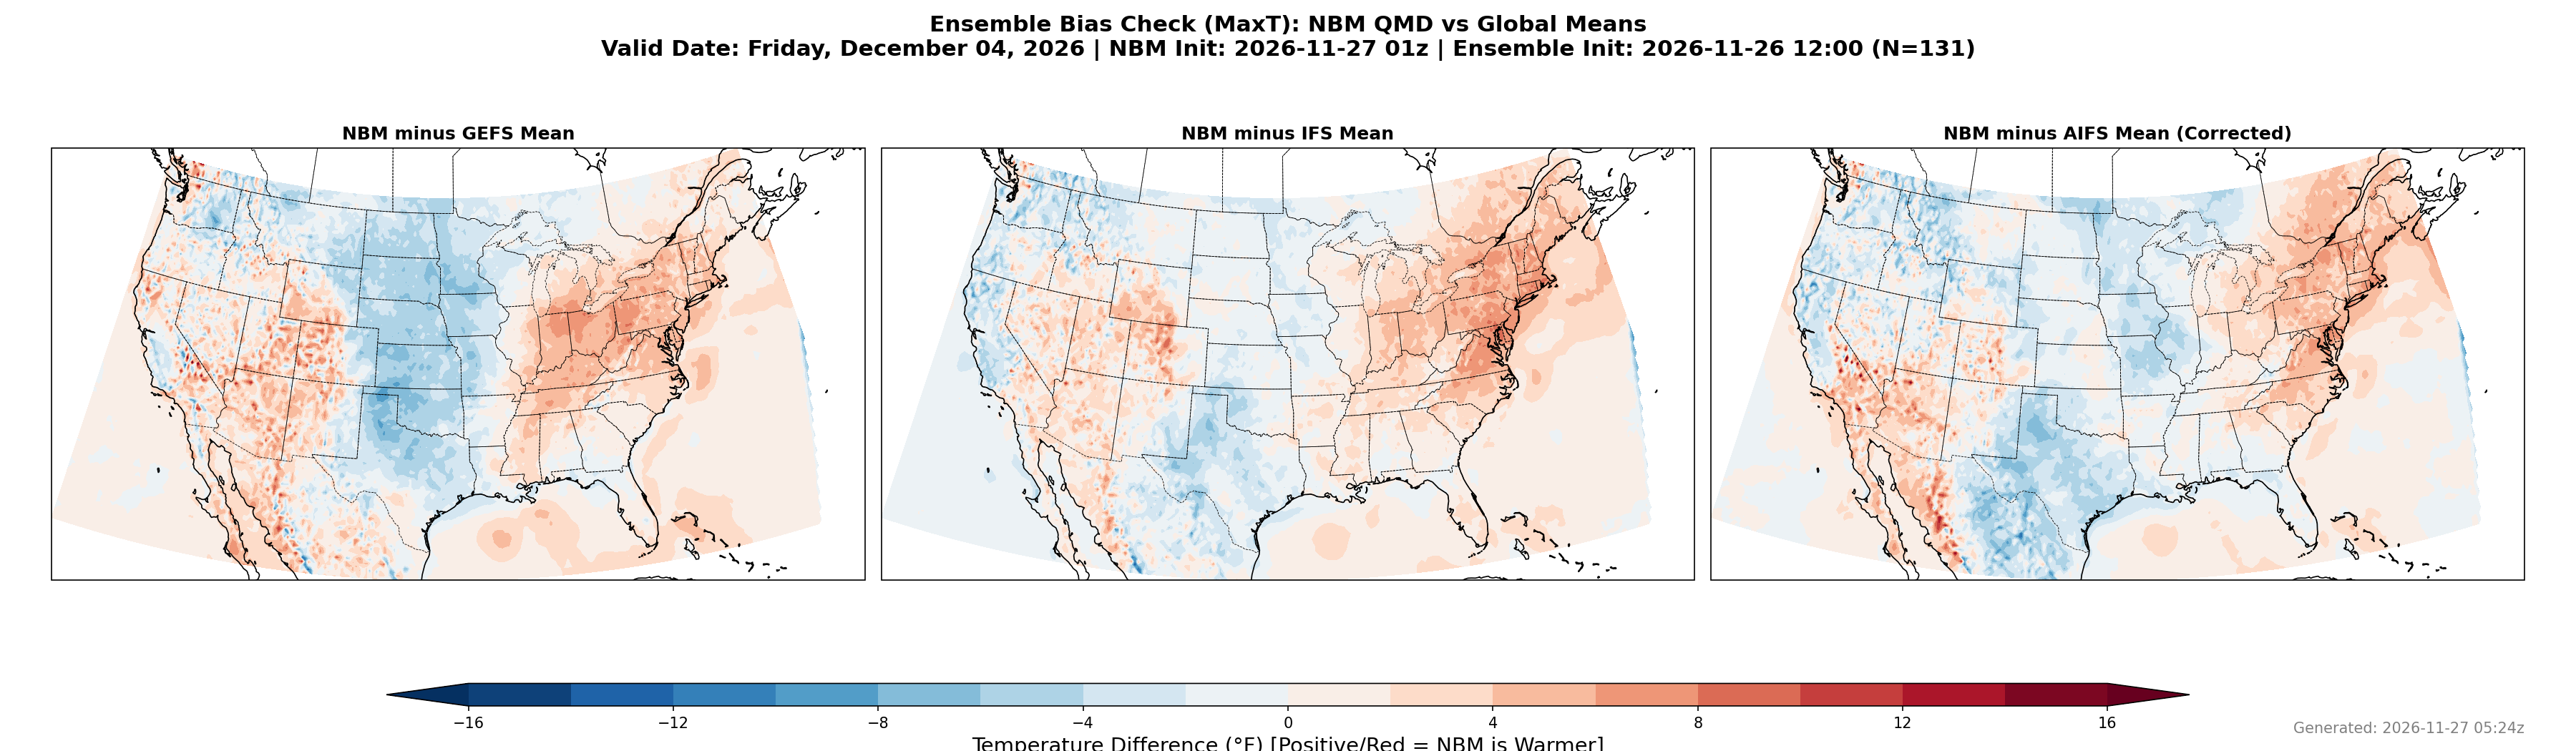 Ensemble Bias Check (MaxT): NBM QMD vs Global Means
Valid Date: Friday, December 04, 2026 | NBM Init: 2026-11-27 01z | Ensemble Init: 2026-11-26 12:00 (N=131)
NBM minus GEFS Mean
NBM minus IFS Mean
NBM minus AIFS Mean (Corrected)
−16 −12 −8 −4 0 4 8 12 16
Temperature Difference (°F) [Positive/Red = NBM is Warmer]
Generated: 2026-11-27 05:24z